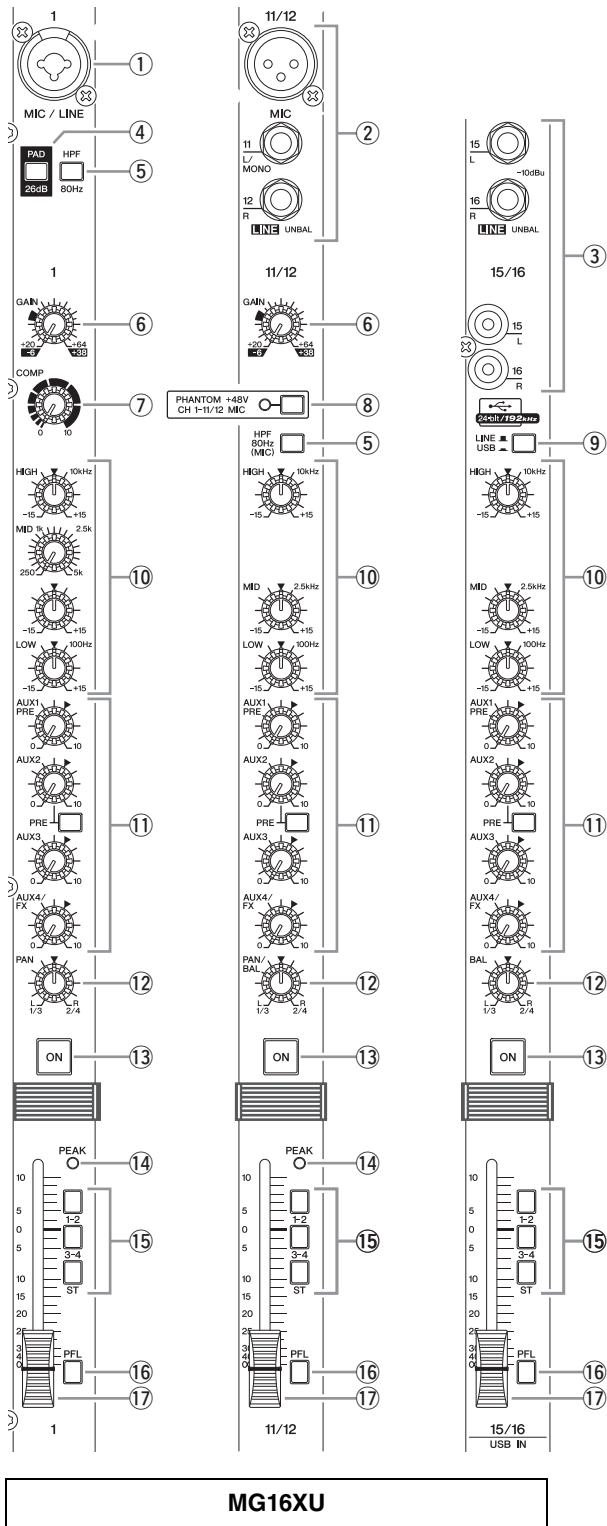 1
①
MIC / LINE
④
PAD
HPF
⑤
26dB
80Hz
1
GAIN
⑥
+20
+64
-6
+38
COMP
⑦
0
10
HIGH
10kHz
-15
+15
MID
1k
2.5k
250
5k
⑩
-15
+15
LOW
100Hz
-15
+15
AUX1
PRE
0
10
AUX2
0
10
PRE
⑪
AUX3
0
10
AUX4/
FX
0
10
PAN
⑫
L
R
1/3
2/4
ON
⑬
PEAK
⑭
10
5
0
5
10
15
20
25
1-2
3-4
ST
⑮
PFL
⑯
⑰
1
11/12
MIC
②
11
L/
MONO
12
R
LINE UNBAL
11/12
GAIN
⑥
+20
+64
-6
+38
PHANTOM +48V
CH 1-11/12 MIC
⑧
HPF
80Hz
(MIC)
⑤
HIGH
10kHz
-15
+15
⑩
MID
2.5kHz
-15
+15
LOW
100Hz
-15
+15
AUX1
PRE
0
10
AUX2
0
10
PRE
⑪
AUX3
0
10
AUX4/
FX
0
10
PAN/
BAL
⑫
L
R
1/3
2/4
ON
⑬
PEAK
⑭
10
5
0
5
10
15
20
25
1-2
3-4
ST
⑮
PFL
⑯
⑰
11/12
15
L
-10dBu
16
R
LINE UNBAL
③
15/16
15
L
16
R
24-bit/192kHz
LINE
USB
⑨
HIGH
10kHz
-15
+15
⑩
MID
2.5kHz
-15
+15
LOW
100Hz
-15
+15
AUX1
PRE
0
10
AUX2
0
10
PRE
⑪
AUX3
0
10
AUX4/
FX
0
10
BAL
⑫
L
R
1/3
2/4
ON
⑬
10
5
0
5
10
15
20
25
1-2
3-4
ST
⑮
PFL
⑯
⑰
15/16
USB IN
MG16XU